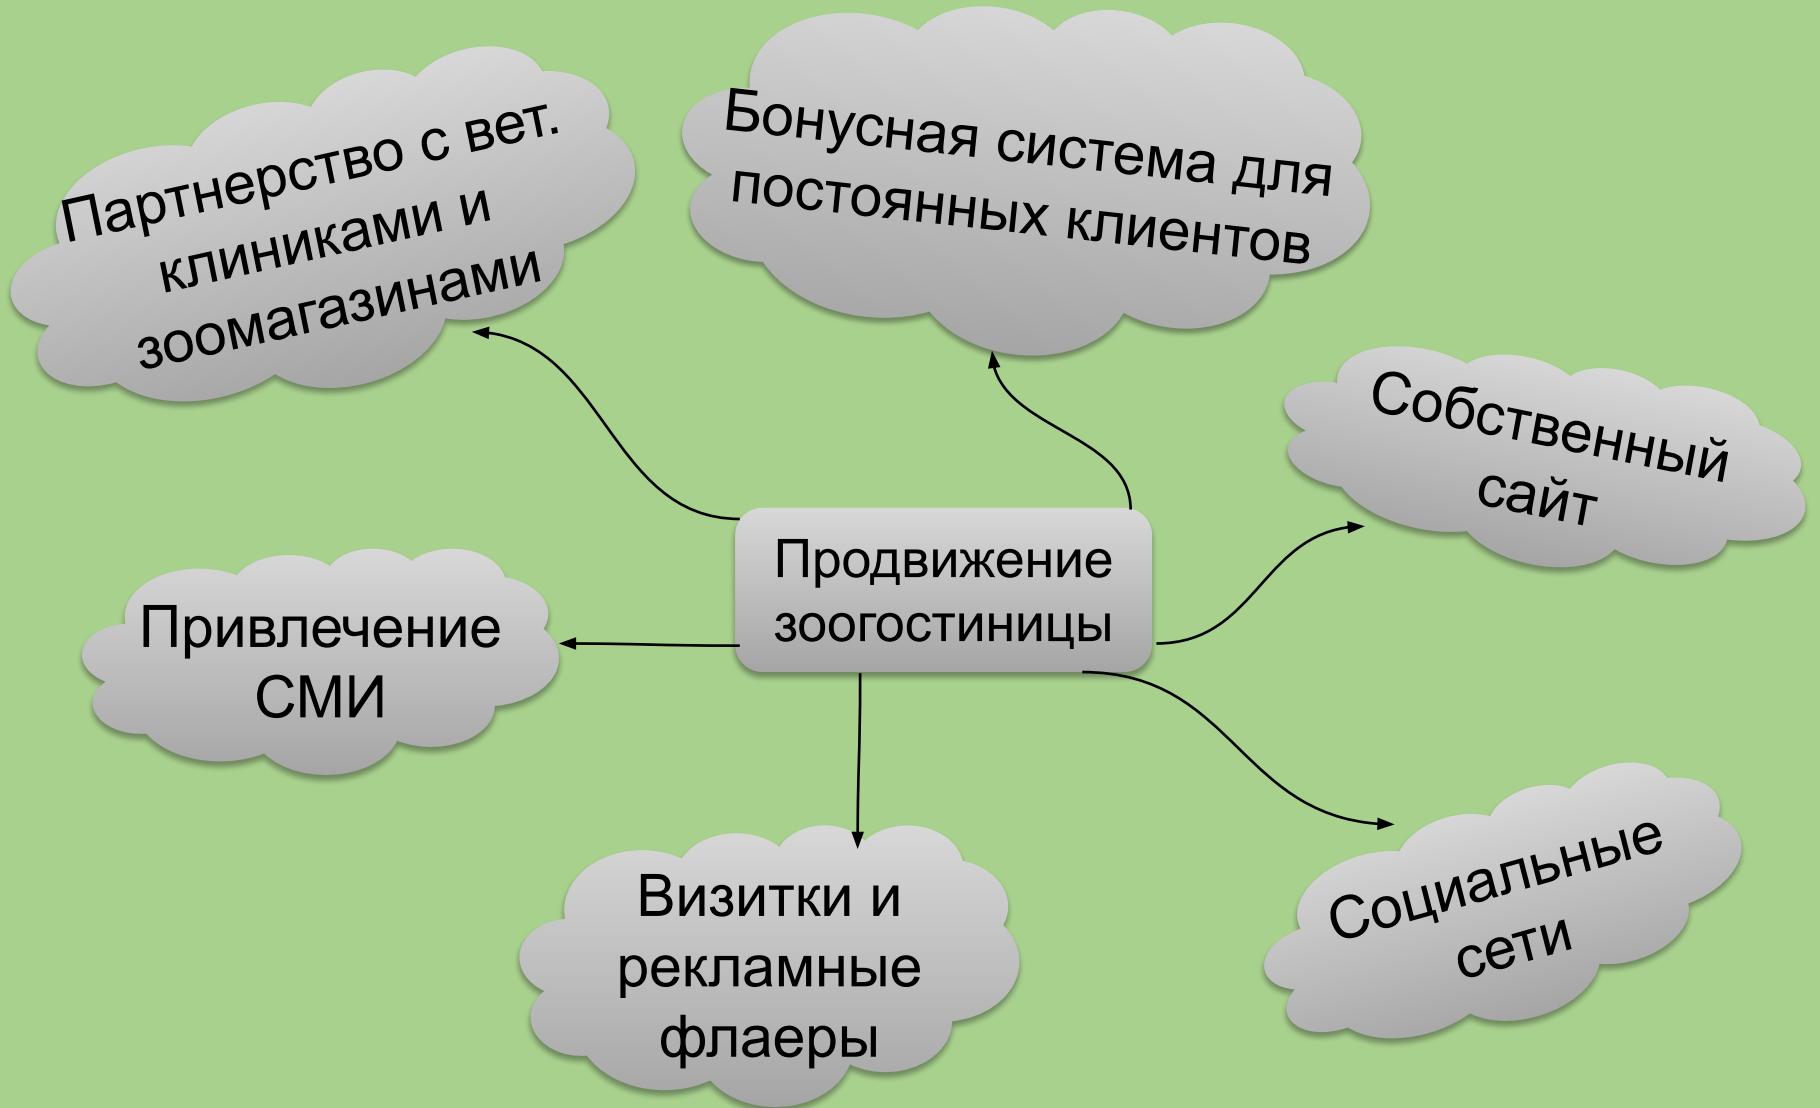 Партнерство с вет.
клиниками и
зоомагазинами
Бонусная система для
постоянных клиентов
Собственный
сайт
Продвижение
зоогостиницы
Привлечение
СМИ
Визитки и
рекламные
флаеры
Социальные
сети